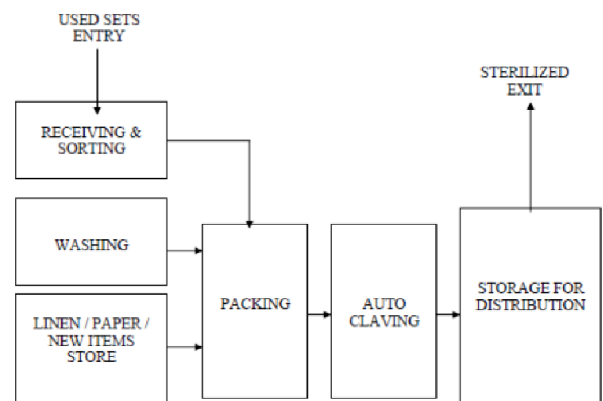 USED SETS
ENTRY
STERILIZED
EXIT
RECEIVING &
SORTING
WASHING
LINEN / PAPER /
NEW ITEMS
STORE
PACKING
AUTO
CLAVING
STORAGE FOR
DISTRIBUTION